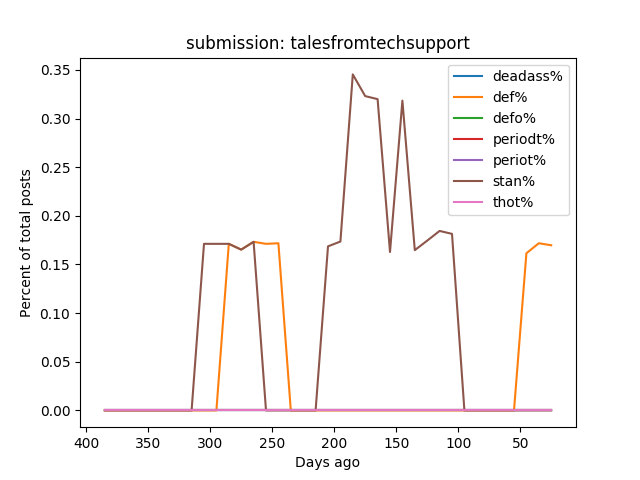 submission: talesfromtechsupport
Percent of total posts
0.35
0.30
0.25
0.20
0.15
0.10
0.05
0.00
deadass%
def%
defo%
periodt%
periot%
stan%
thot%
400 350 300 250 200 150 100 50
Days ago